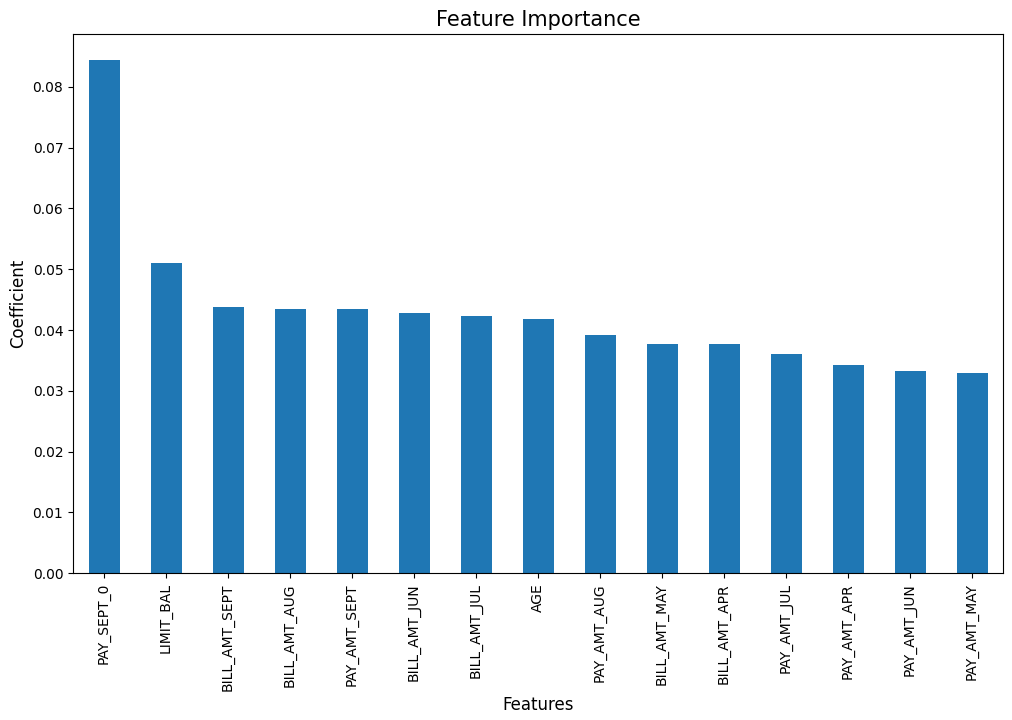 Feature Importance
Coefficient
0.08
0.07
0.06
0.05
0.04
0.03
0.02
0.01
0.00
PAY_SEPT_0
LIMIT_BAL
BILL_AMT_SEPT
BILL_AMT_AUG
PAY_AMT_SEPT
BILL_AMT_JUN
BILL_AMT_JUL
AGE
PAY_AMT_AUG
BILL_AMT_MAY
BILL_AMT_APR
PAY_AMT_JUL
PAY_AMT_APR
PAY_AMT_JUN
PAY_AMT_MAY
Features